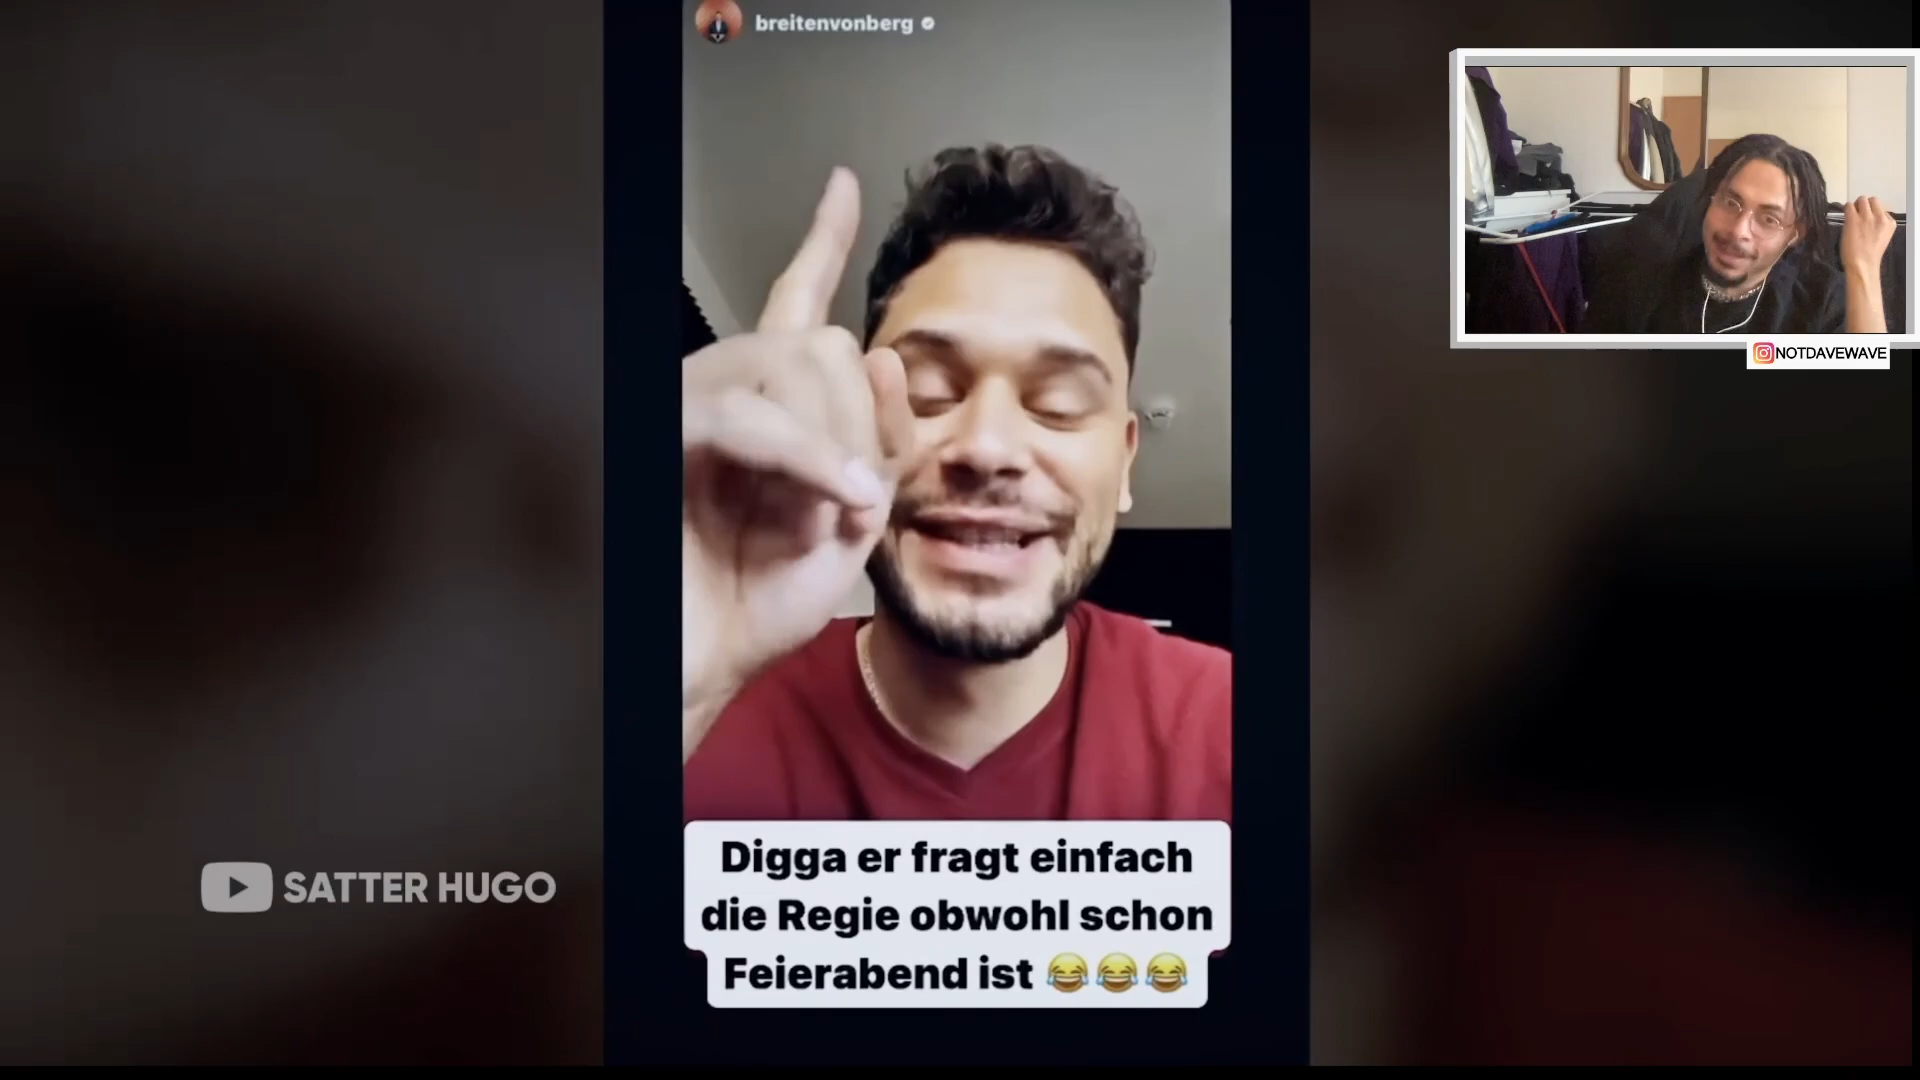 breitenvonberg
NOTDAVEWAVE
SATTER HUGO
Digga er fragt einfach
die Regie obwohl schon
Feierabend ist 😂😂😂